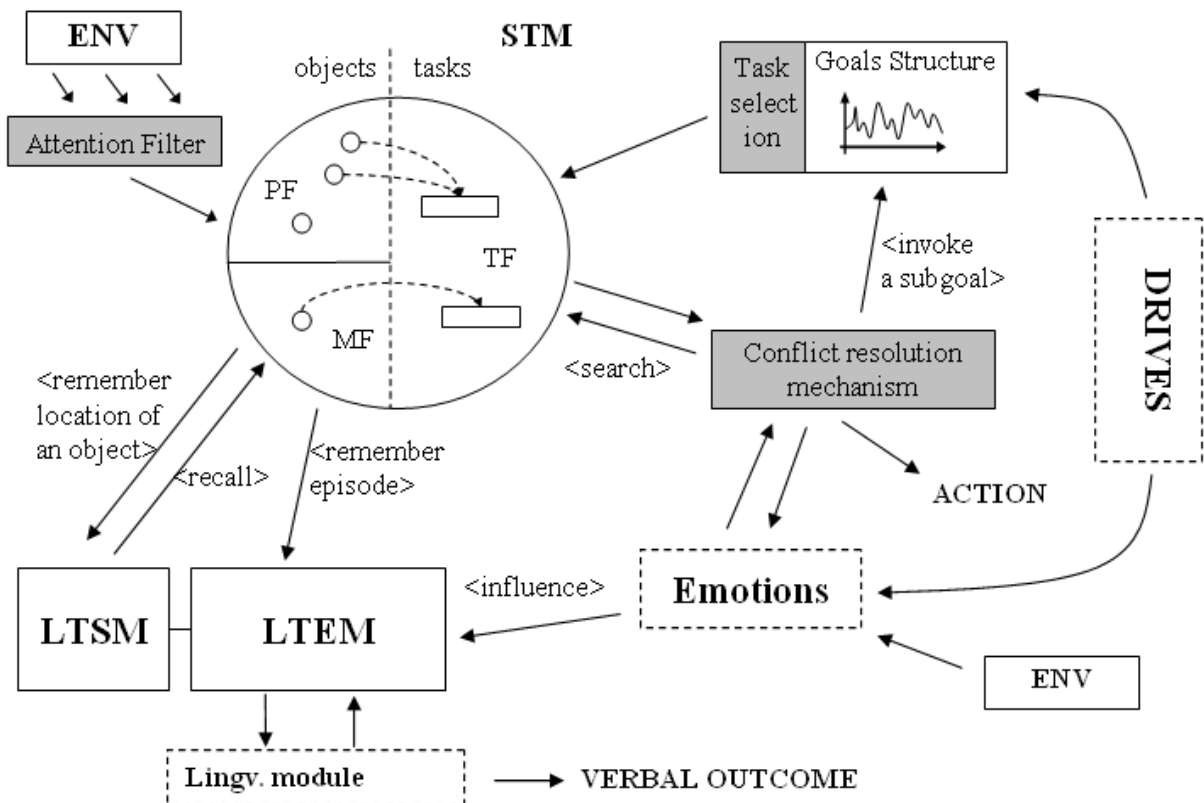 ENV
STM
objects
tasks
Task
select
ion
Goals Structure
Attention Filter
PF
TF
MF
<invoke
a subgoal>
DRIVES
<search>
Conflict resolution
mechanism
<remember
location of
an object>
<recall>
<remember
episode>
ACTION
LTSM
LTEM
<influence>
Emotions
ENV
Lingv. module
VERBAL OUTCOME